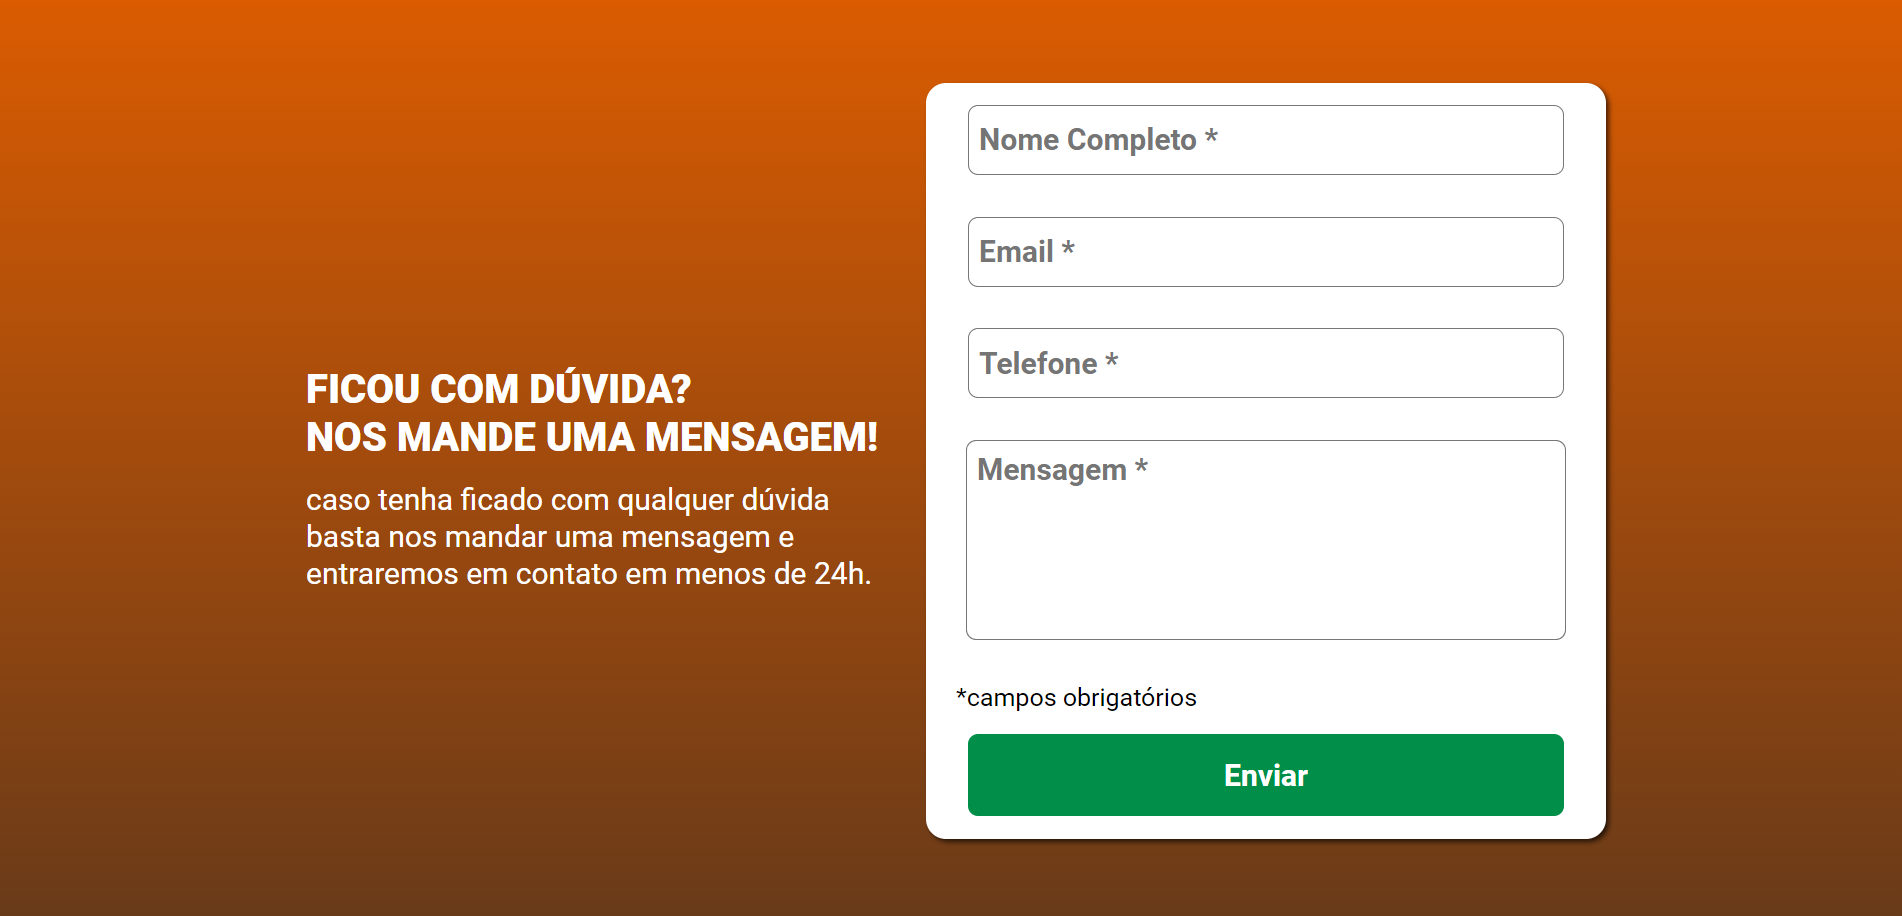 FICOU COM DÚVIDA?
NOS MANDE UMA MENSAGEM!
caso tenha ficado com qualquer dúvida
basta nos mandar uma mensagem e
entraremos em contato em menos de 24h.
Nome Completo *
Email *
Telefone *
Mensagem *
*campos obrigatórios
Enviar